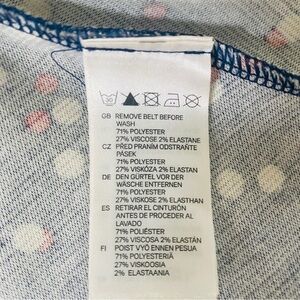 GB REMOVE BELT BEFORE
WASH
71% POLYESTER
27% VISCOSE 2% ELASTANE
CZ PŘED PRANÍM ODSTRAŇTE
PÁSEK
71% POLYESTER
27% VISKÓZA 2% ELASTAN
DE DEN GÜRTEL VOR DER
WÄSCHE ENTFERNEN
71% POLYESTER
27% VISKOSE 2% ELASTHAN
ES RETIRAR EL CINTURÓN
ANTES DE PROCEDER AL
LAVADO
71% POLIÉSTER
27% VISCOSA 2% ELASTÁN
FI POISTA VYÖ ENNEN PESUA
71% POLYESTERIÄ
27% VISKOOSIA
2% ELASTAANIA